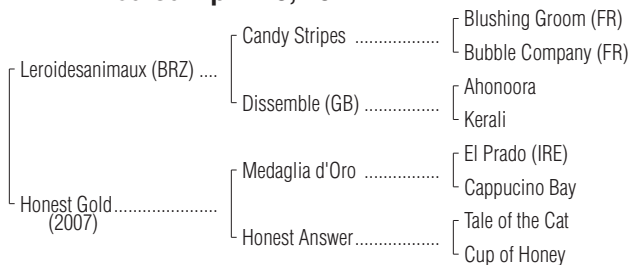 Blushing Groom (FR)
Candy Stripes ...................
Bubble Company (FR)
Leroidesanimaux (BRZ) ....
Ahonoora
Dissemble (GB) .................
Kerali
El Prado (IRE)
Medaglia d'Oro .................
Cappucino Bay
Honest Gold.......................
(2007)
Tale of the Cat
Honest Answer...................
Cup of Honey